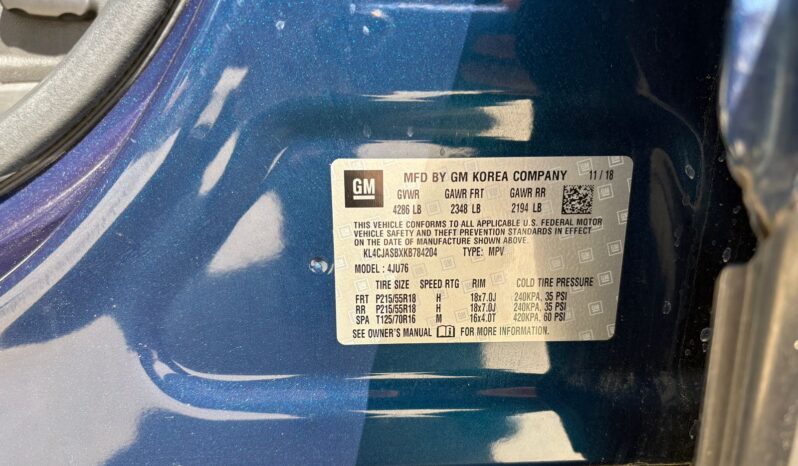 GM
MFD BY GM KOREA COMPANY 11/18
GVWR GAWR FRT GAWR RR
4286 LB 2348 LB 2194 LB
THIS VEHICLE CONFORMS TO ALL APPLICABLE U.S. FEDERAL MOTOR
VEHICLE SAFETY AND THEFT PREVENTION STANDARDS IN EFFECT
ON THE DATE OF MANUFACTURE SHOWN ABOVE.
KL4CJASBXKB784204 TYPE: MPV
MODEL: 4JU76
TIRE SIZE SPEED RTG RIM COLD TIRE PRESSURE
FRT P215/55R18 H 18x7.0J 240KPA, 35 PSI
RR P215/55R18 H 18x7.0J 240KPA, 35 PSI
SPA T125/70R16 M 16x4.0T 420KPA, 60 PSI
SEE OWNER'S MANUAL FOR MORE INFORMATION.